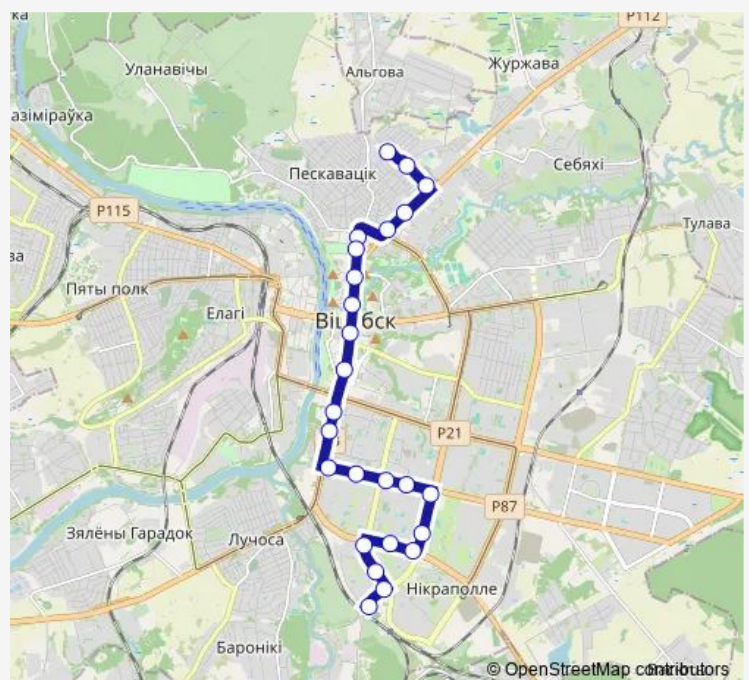 ка
Р112
Уланавічы
Альгова
Журжава
азіміраўка
Пескавацік
Себяхі
Р115
Тулава
ва
Пяты полк
Елагі
Віцебск
Р21
Р87
Зялёны Гарадок
Лучоса
Нікраполле
Баронікі
© OpenStreetMap contributors